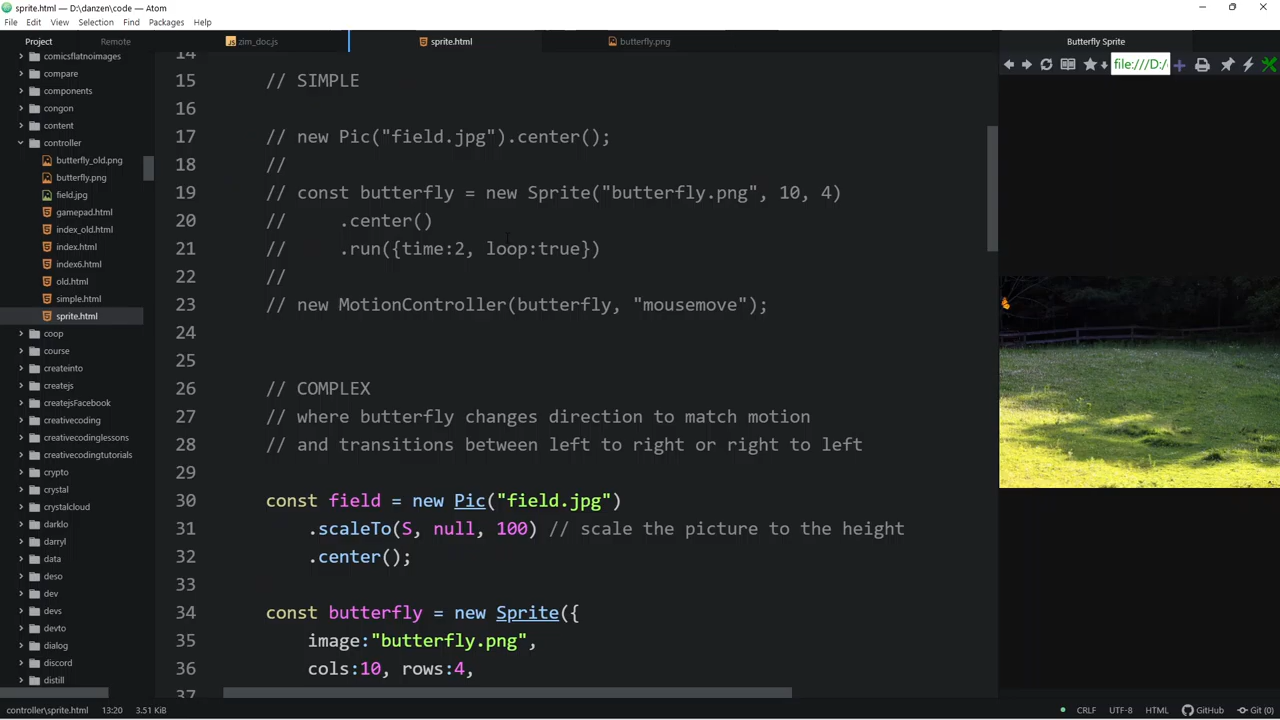 sprite.html — D:\danzen\code — Atom
File Edit View Selection Find Packages Help
Project Remote zim_doc.js sprite.html butterfly.png Butterfly Sprite
file:///D:/
comicsflatnoimages
compare
components
congon
content
controller
butterfly_old.png
butterfly.png
field.jpg
gamepad.html
index_old.html
index.html
index6.html
old.html
simple.html
sprite.html
coop
course
createinto
createjs
createjsFacebook
creativecoding
creativecodinglessons
creativecodingtutorials
crypto
crystal
crystalcloud
darklo
darryl
data
deso
dev
devs
devto
dialog
discord
distill
14
15 // SIMPLE
16
17 // new Pic("field.jpg").center();
18 //
19 // const butterfly = new Sprite("butterfly.png", 10, 4)
20 // .center()
21 // .run({time:2, loop:true})
22 //
23 // new MotionController(butterfly, "mousemove");
24
25
26 // COMPLEX
27 // where butterfly changes direction to match motion
28 // and transitions between left to right or right to left
29
30 const field = new Pic("field.jpg")
31 .scaleTo(S, null, 100) // scale the picture to the height
32 .center();
33
34 const butterfly = new Sprite({
35 image:"butterfly.png",
36 cols:10, rows:4,
37
controller\sprite.html 13:20 3.51 KiB CRLF UTF-8 HTML GitHub Git (0)